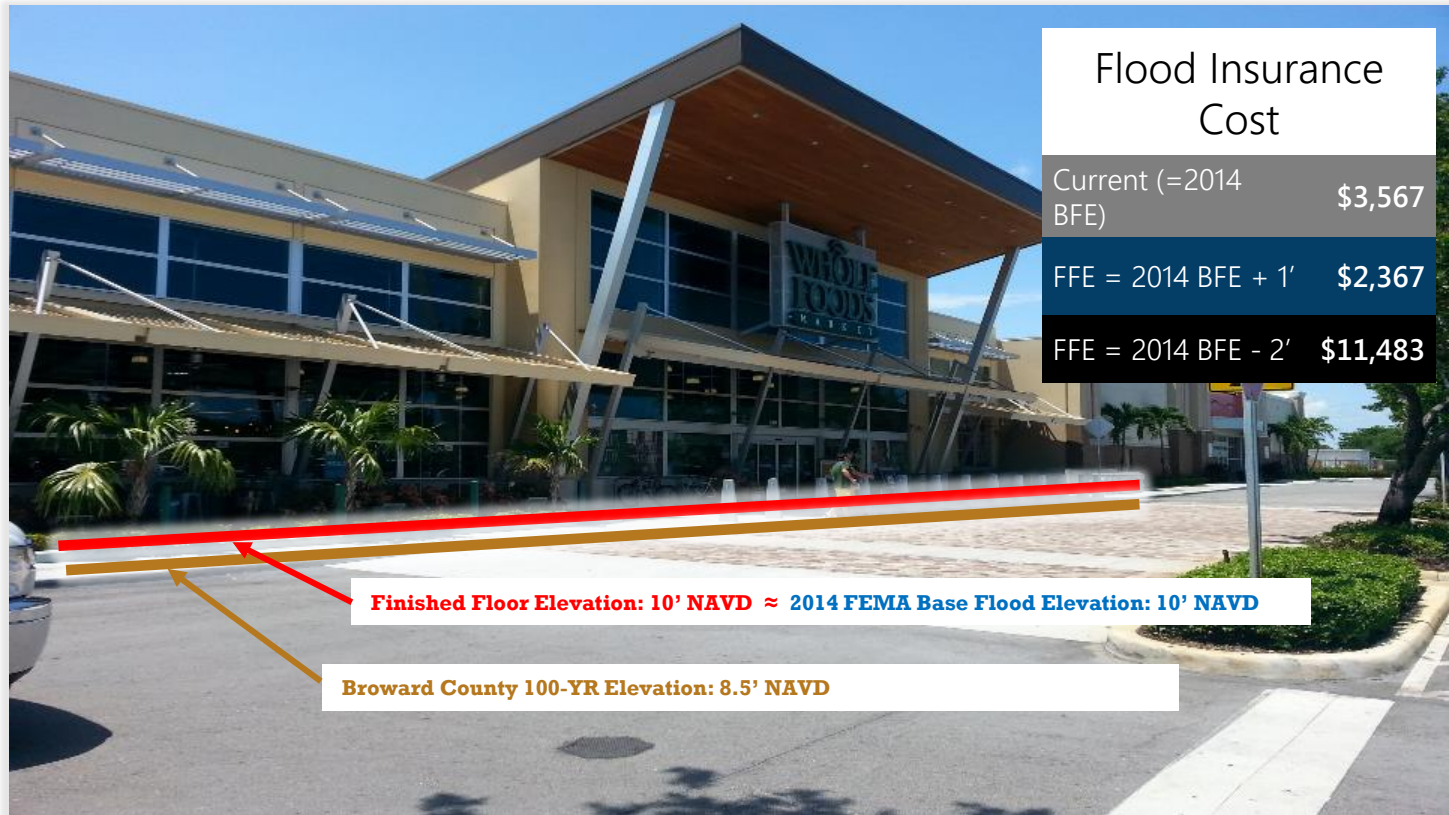 Flood Insurance
Cost
Current (=2014
BFE) $3,567
FFE = 2014 BFE + 1’ $2,367
FFE = 2014 BFE - 2’ $11,483
WHOLE
FOODS
MARKET
Finished Floor Elevation: 10’ NAVD ≈ 2014 FEMA Base Flood Elevation: 10’ NAVD
Broward County 100-YR Elevation: 8.5’ NAVD